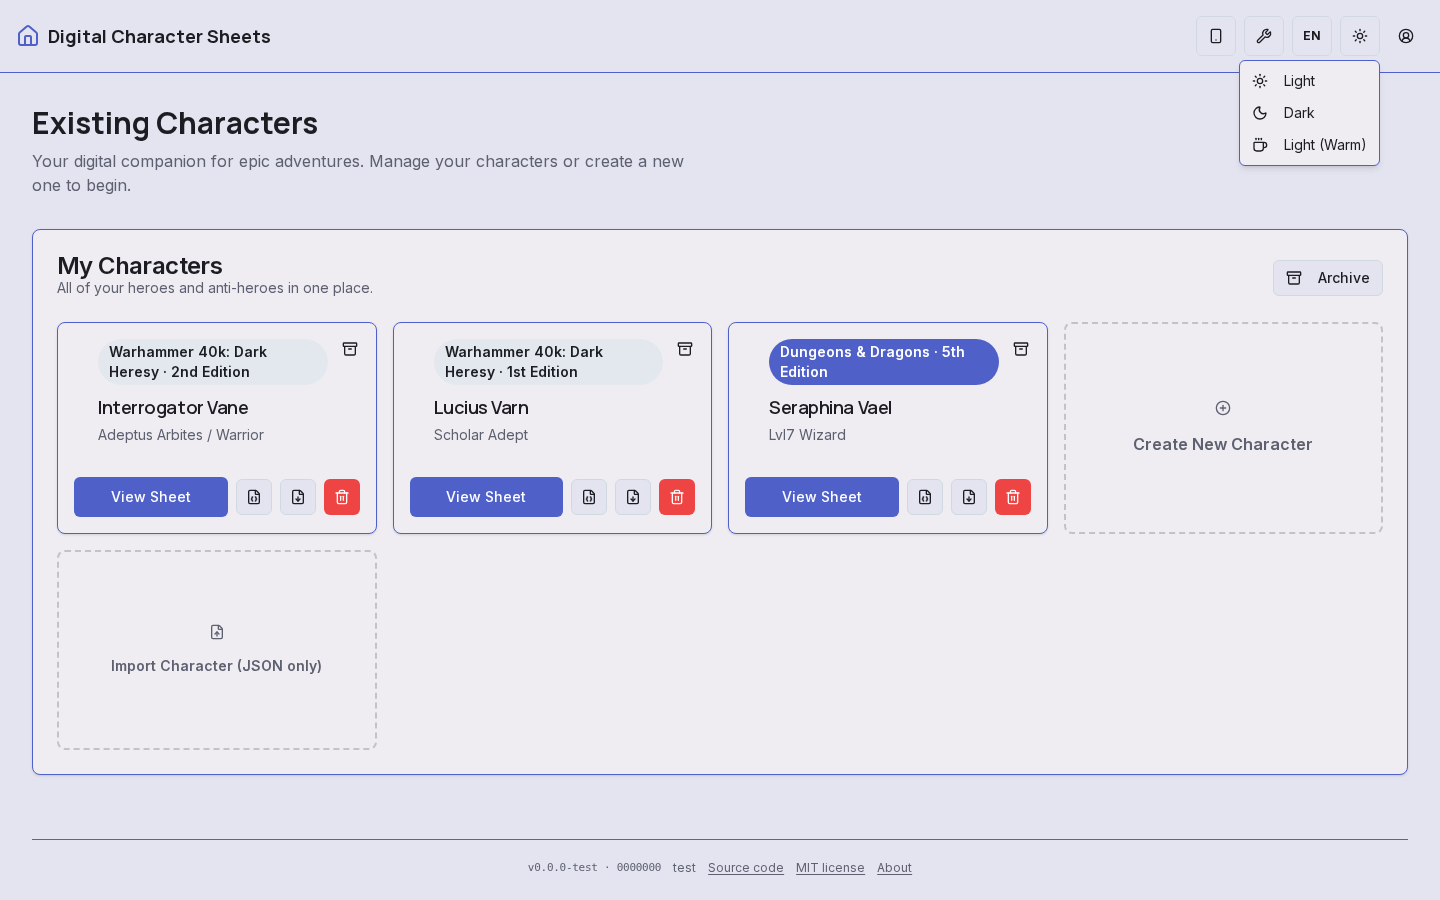 Digital Character Sheets
EN
Light
Dark
Light (Warm)
Existing Characters
Your digital companion for epic adventures. Manage your characters or create a new
one to begin.
My Characters
All of your heroes and anti-heroes in one place.
Archive
Warhammer 40k: Dark
Heresy · 2nd Edition
Interrogator Vane
Adeptus Arbites / Warrior
View Sheet
Warhammer 40k: Dark
Heresy · 1st Edition
Lucius Varn
Scholar Adept
View Sheet
Dungeons & Dragons · 5th
Edition
Seraphina Vael
Lvl7 Wizard
View Sheet
Create New Character
Import Character (JSON only)
v0.0.0-test · 0000000 test Source code MIT license About